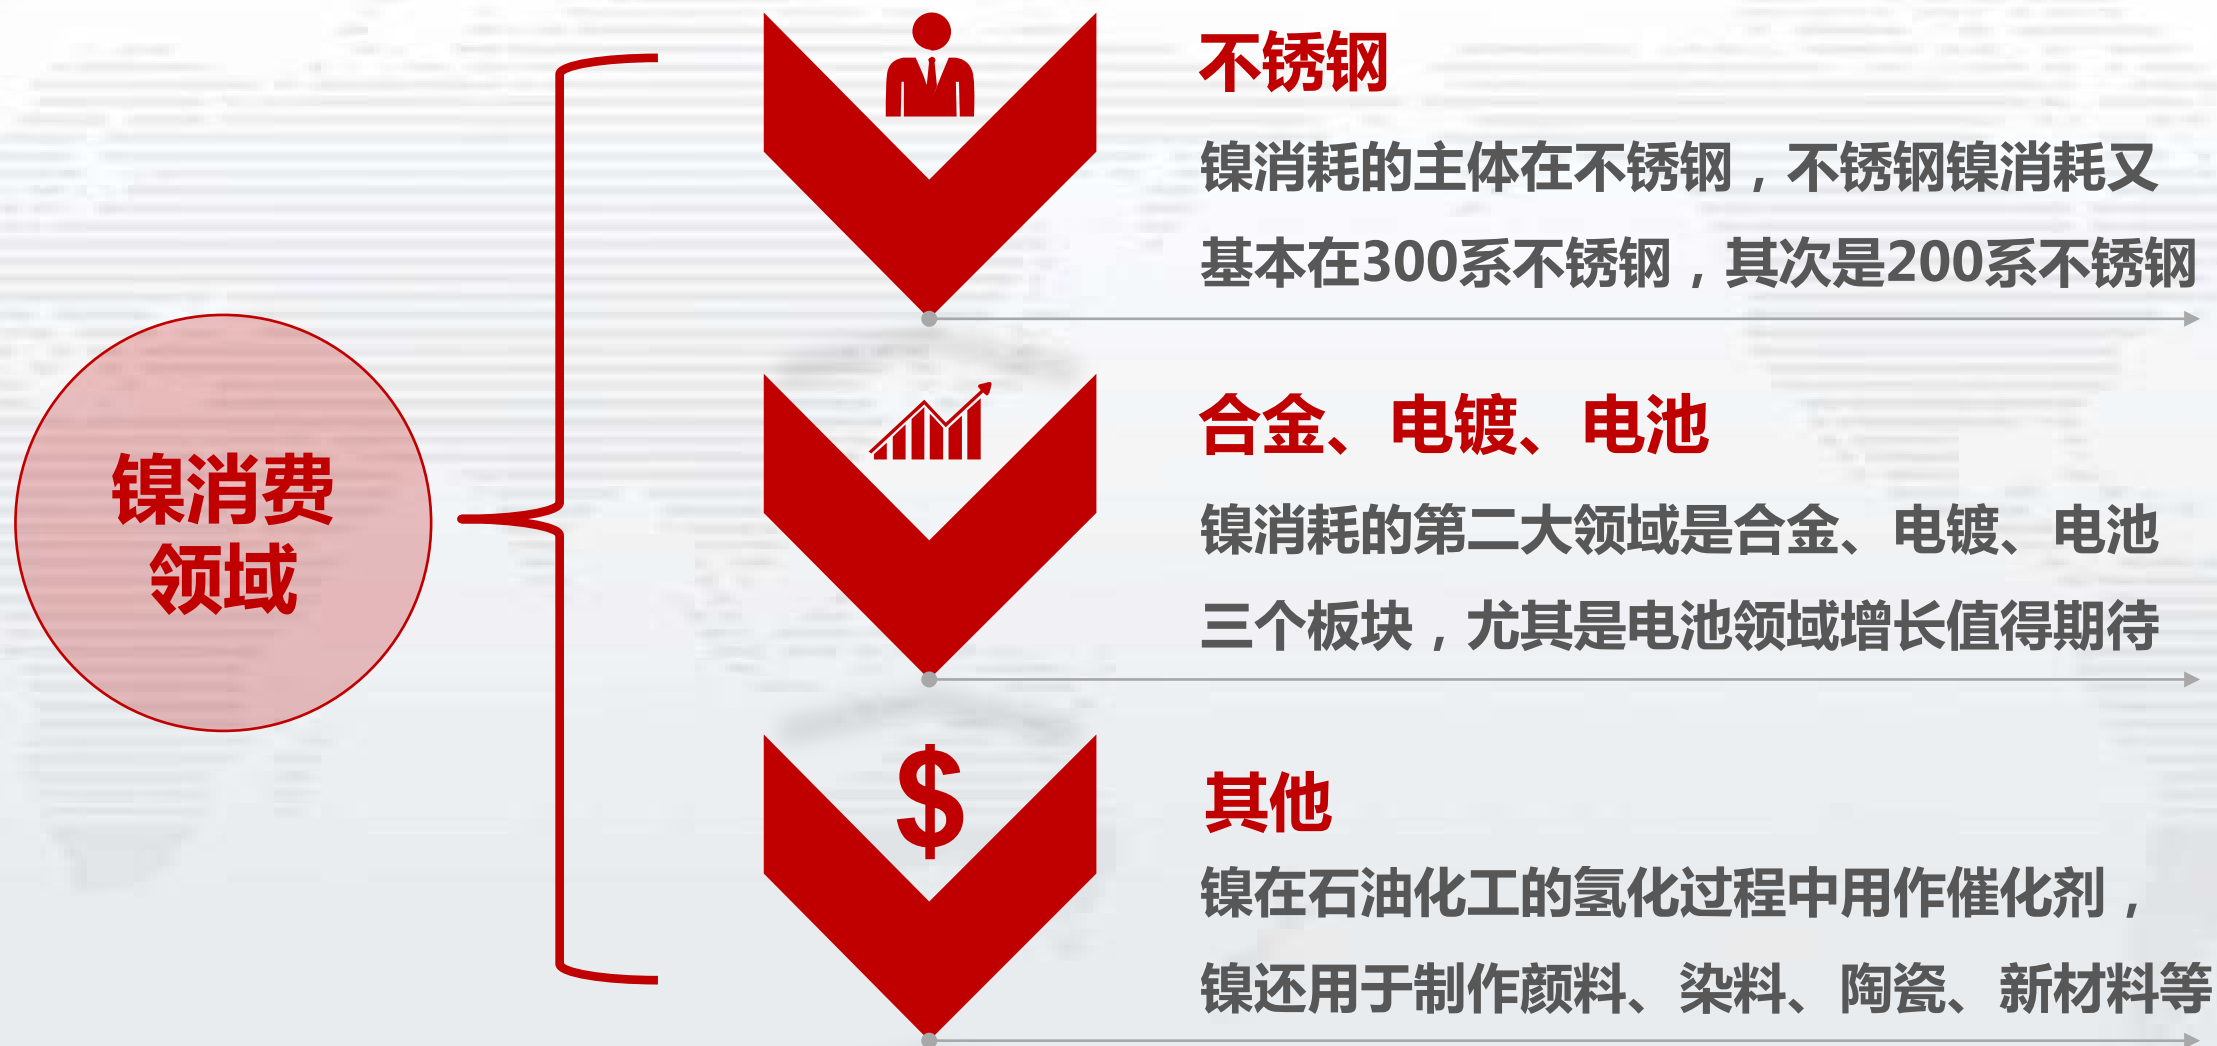 镍消费
领域
不锈钢
镍消耗的主体在不锈钢，不锈钢镍消耗又
基本在300系不锈钢，其次是200系不锈钢
合金、电镀、电池
镍消耗的第二大领域是合金、电镀、电池
三个板块，尤其是电池领域增长值得期待
$
其他
镍在石油化工的氢化过程中用作催化剂，
镍还用于制作颜料、染料、陶瓷、新材料等